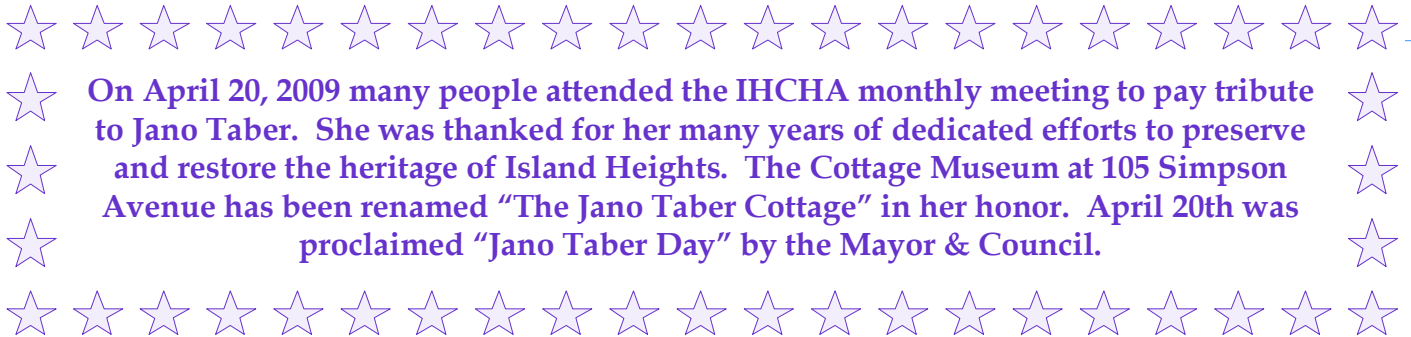 On April 20, 2009 many people attended the IHCHA monthly meeting to pay tribute
to Jano Taber.  She was thanked for her many years of dedicated efforts to preserve
and restore the heritage of Island Heights.  The Cottage Museum at 105 Simpson
Avenue has been renamed “The Jano Taber Cottage” in her honor.  April 20th was
proclaimed “Jano Taber Day” by the Mayor & Council.